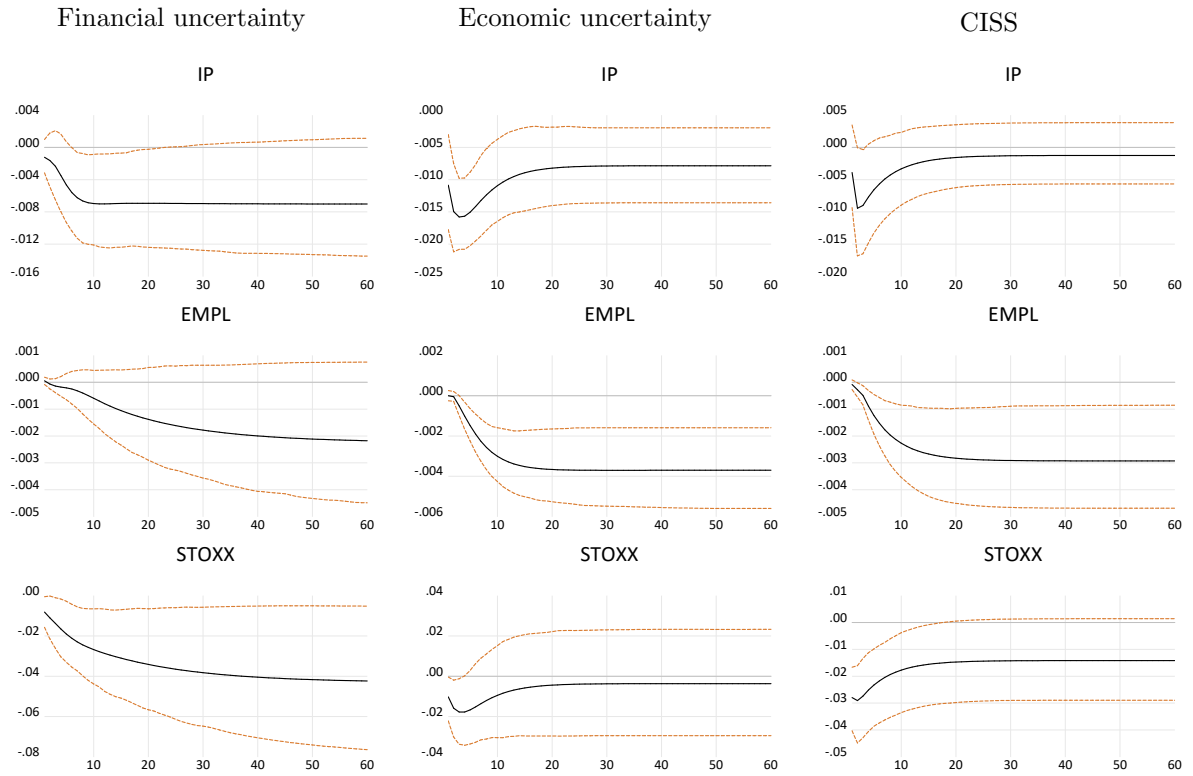 Financial uncertainty
Economic uncertainty
CISS
IP
IP
IP
.004
.000
-.004
-.008
-.012
-.016
10 20 30 40 50 60
.000
-.005
-.010
-.015
-.020
-.025
10 20 30 40 50 60
.005
.000
-.005
-.010
-.015
-.020
10 20 30 40 50 60
EMPL
EMPL
EMPL
.001
.000
-.001
-.002
-.003
-.004
-.005
10 20 30 40 50 60
.002
.000
-.002
-.004
-.006
10 20 30 40 50 60
.001
.000
-.001
-.002
-.003
-.004
-.005
10 20 30 40 50 60
STOXX
STOXX
STOXX
.00
-.02
-.04
-.06
-.08
10 20 30 40 50 60
.04
.02
.00
-.02
-.04
10 20 30 40 50 60
.01
.00
-.01
-.02
-.03
-.04
-.05
10 20 30 40 50 60